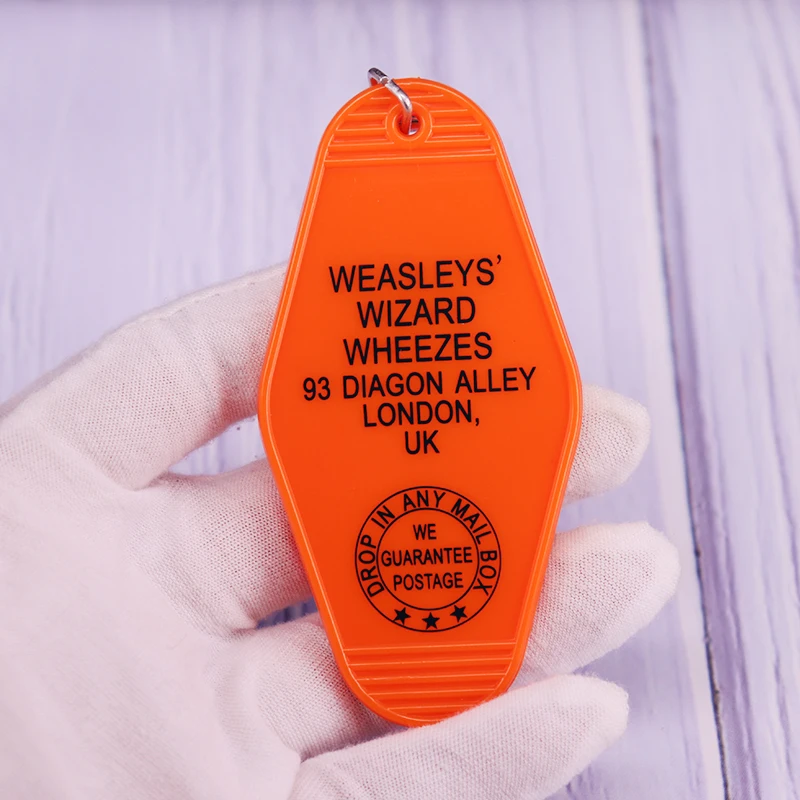 WEASLEYS'
WIZARD
WHEEZES
93 DIAGON ALLEY
LONDON,
UK
DROP IN ANY MAIL BOX
WE
GUARANTEE
POSTAGE